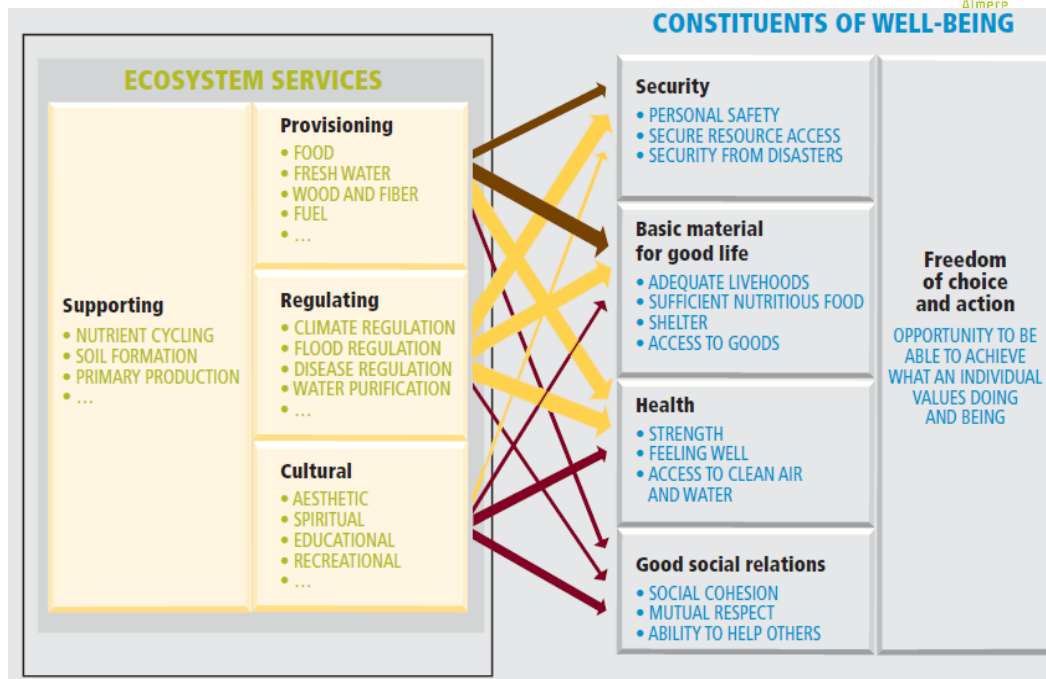 Almere
CONSTITUENTS OF WELL-BEING
ECOSYSTEM SERVICES
Supporting
• NUTRIENT CYCLING
• SOIL FORMATION
• PRIMARY PRODUCTION
• ...
Provisioning
• FOOD
• FRESH WATER
• WOOD AND FIBER
• FUEL
• ...
Regulating
• CLIMATE REGULATION
• FLOOD REGULATION
• DISEASE REGULATION
• WATER PURIFICATION
• ...
Cultural
• AESTHETIC
• SPIRITUAL
• EDUCATIONAL
• RECREATIONAL
• ...
Security
• PERSONAL SAFETY
• SECURE RESOURCE ACCESS
• SECURITY FROM DISASTERS
Basic material
for good life
• ADEQUATE LIVEHOODS
• SUFFICIENT NUTRITIOUS FOOD
• SHELTER
• ACCESS TO GOODS
Health
• STRENGTH
• FEELING WELL
• ACCESS TO CLEAN AIR
AND WATER
Good social relations
• SOCIAL COHESION
• MUTUAL RESPECT
• ABILITY TO HELP OTHERS
Freedom
of choice
and action
OPPORTUNITY TO BE
ABLE TO ACHIEVE
WHAT AN INDIVIDUAL
VALUES DOING
AND BEING